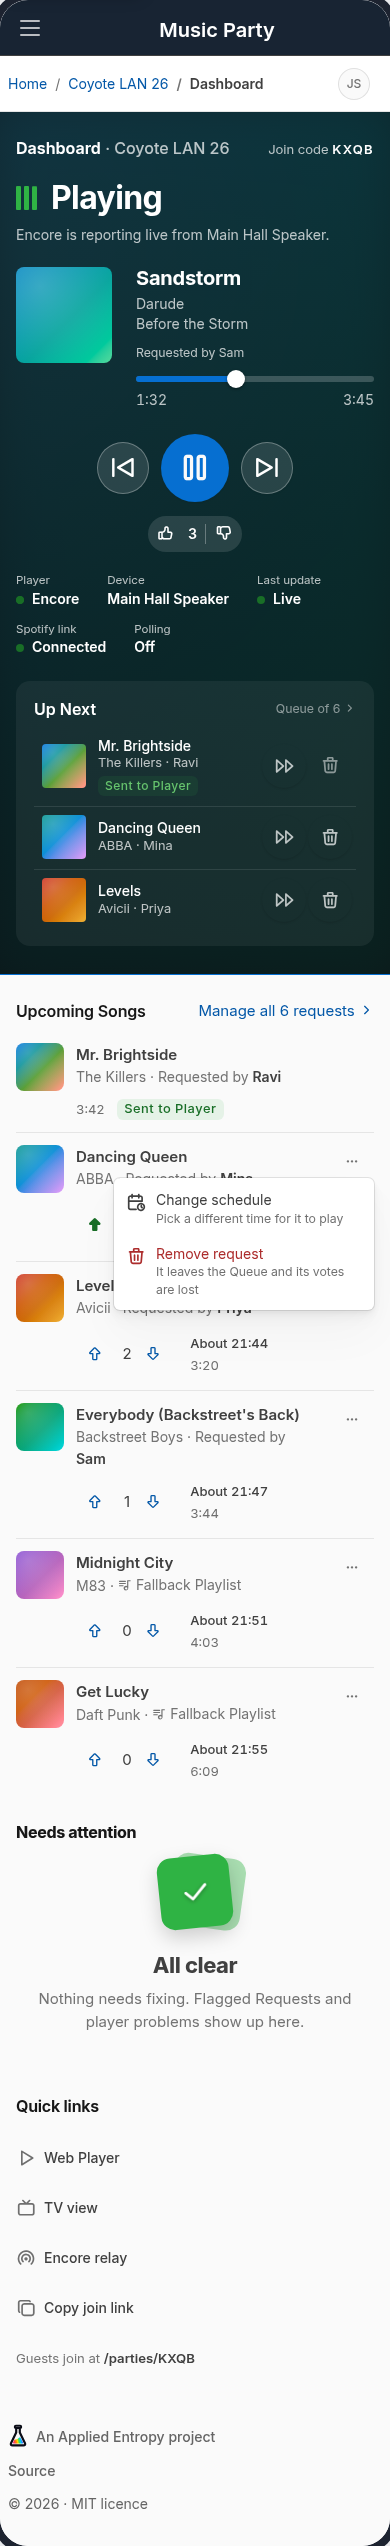 Music Party
Home / Coyote LAN 26 / Dashboard
JS
Dashboard · Coyote LAN 26
Join code KXQB
Playing
Encore is reporting live from Main Hall Speaker.
Sandstorm
Darude
Before the Storm
Requested by Sam
1:32
3:45
3
Player
Encore
Device
Main Hall Speaker
Last update
Live
Spotify link
Connected
Polling
Off
Up Next
Queue of 6
Mr. Brightside
The Killers · Ravi
Sent to Player
Dancing Queen
ABBA · Mina
Levels
Avicii · Priya
Upcoming Songs
Manage all 6 requests
Mr. Brightside
The Killers · Requested by Ravi
3:42
Sent to Player
Dancing Queen
ABBA · Requested by Mina
Change schedule
Pick a different time for it to play
Remove request
It leaves the Queue and its votes
are lost
Level
Avicii · Requested by Priya
2
About 21:44
3:20
Everybody (Backstreet's Back)
Backstreet Boys · Requested by
Sam
1
About 21:47
3:44
Midnight City
M83 · Fallback Playlist
0
About 21:51
4:03
Get Lucky
Daft Punk · Fallback Playlist
0
About 21:55
6:09
Needs attention
All clear
Nothing needs fixing. Flagged Requests and
player problems show up here.
Quick links
Web Player
TV view
Encore relay
Copy join link
Guests join at /parties/KXQB
An Applied Entropy project
Source
© 2026 · MIT licence